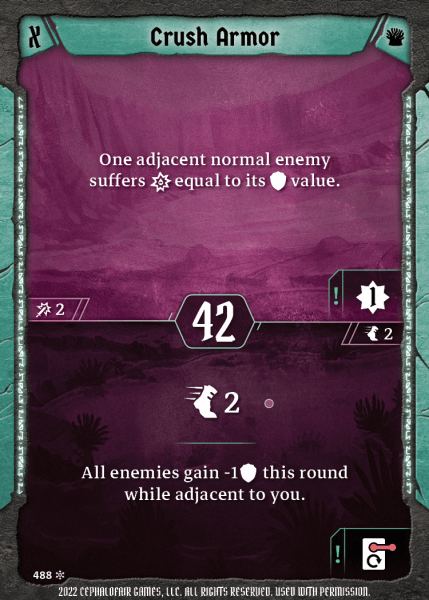 Crush Armor
One adjacent normal enemy
suffers equal to its value.
1
2
42
2
2
All enemies gain -1 this round
while adjacent to you.
488
2022 CEPHALOFAIR GAMES, LLC. ALL RIGHTS RESERVED. USED WITH PERMISSION.